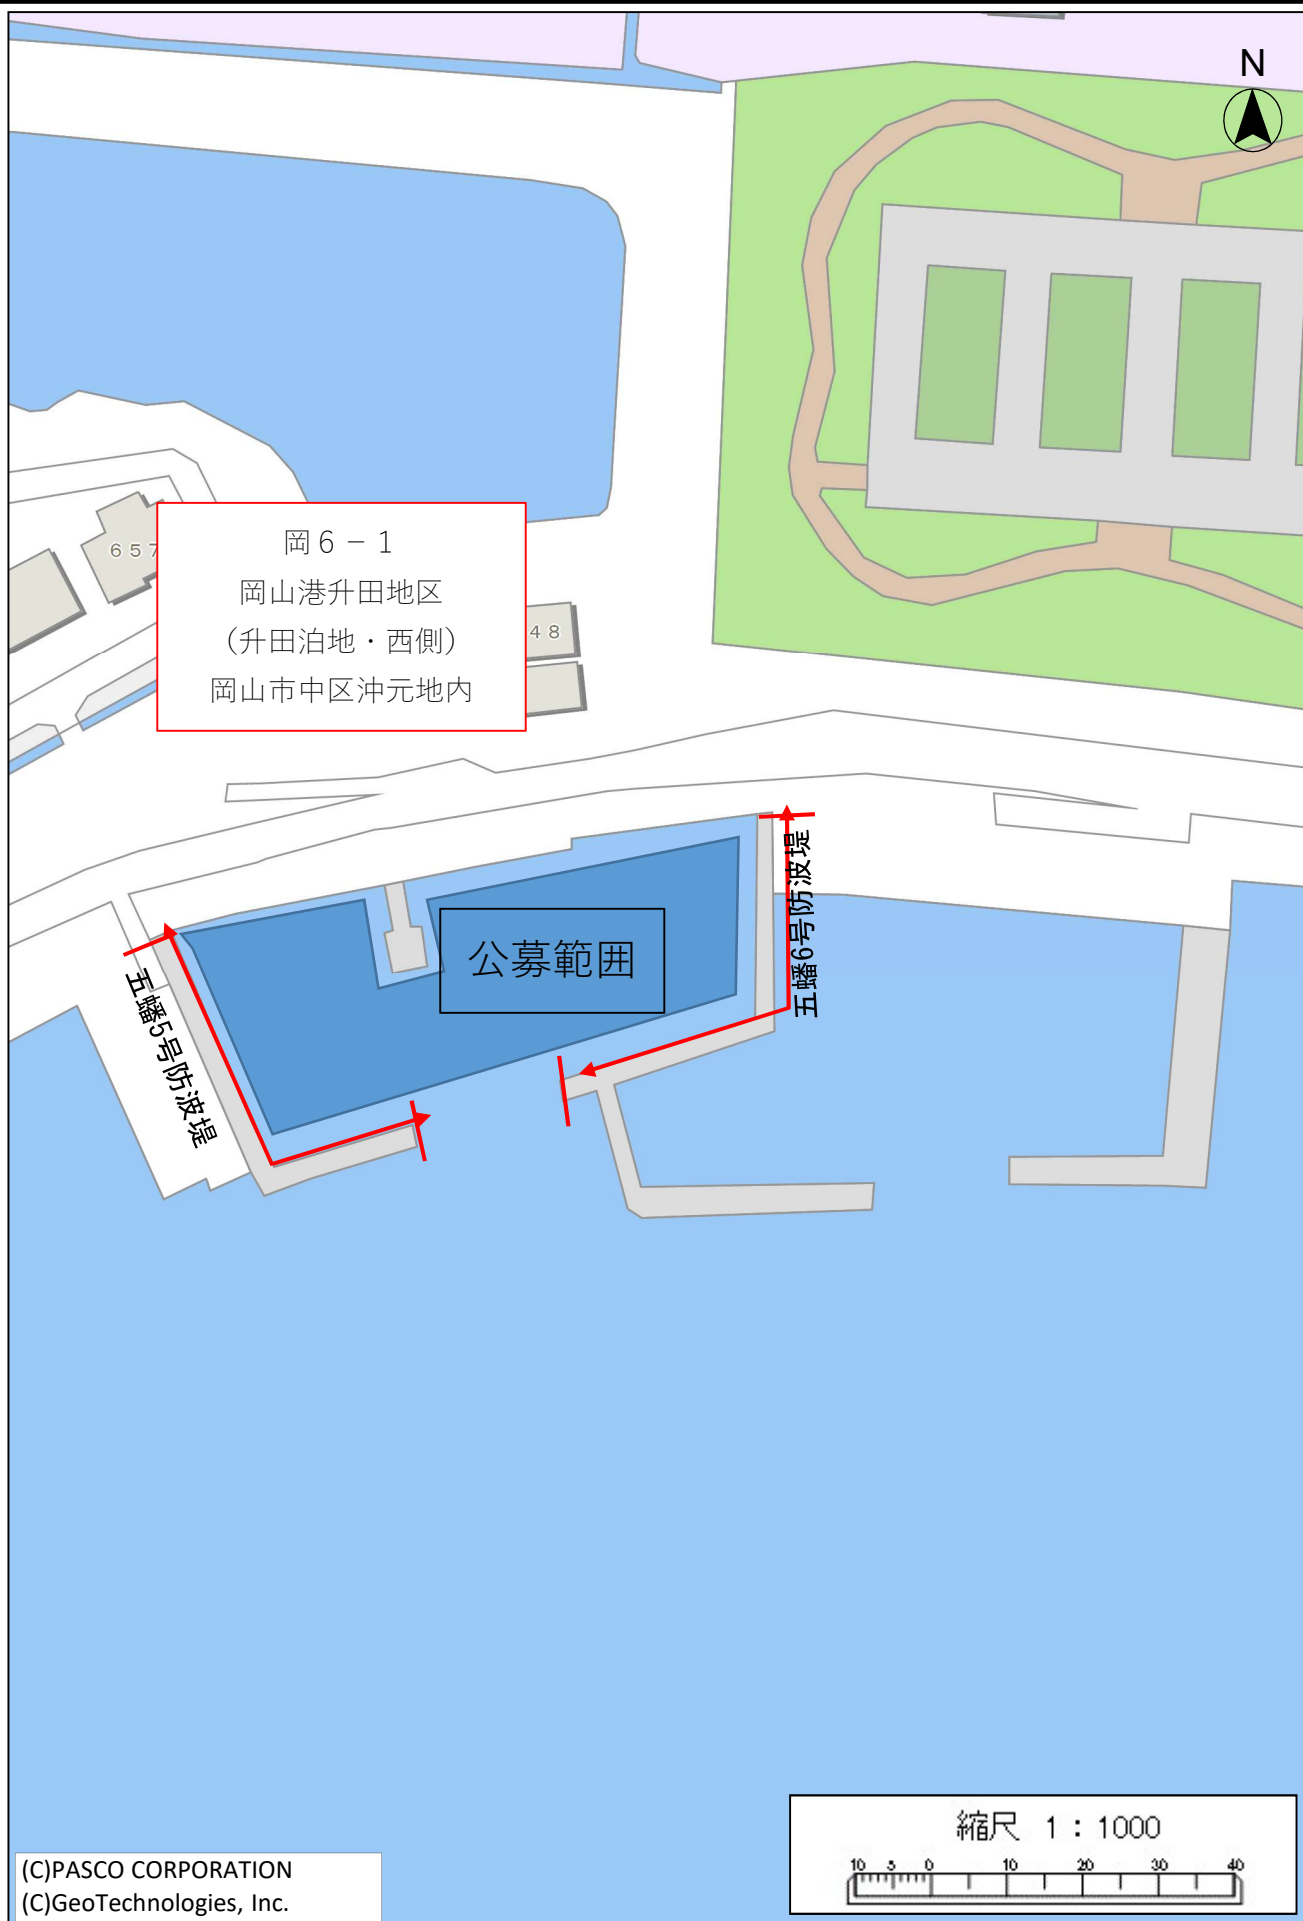 N
657
岡6－1
岡山港升田地区
（升田泊地・西側）
岡山市中区沖元地内
48
五蟠6号防波堤
公募範囲
五蟠5号防波堤
縮尺 1：1000
10 5 0 10 20 30 40
(C)PASCO CORPORATION
(C)GeoTechnologies, Inc.